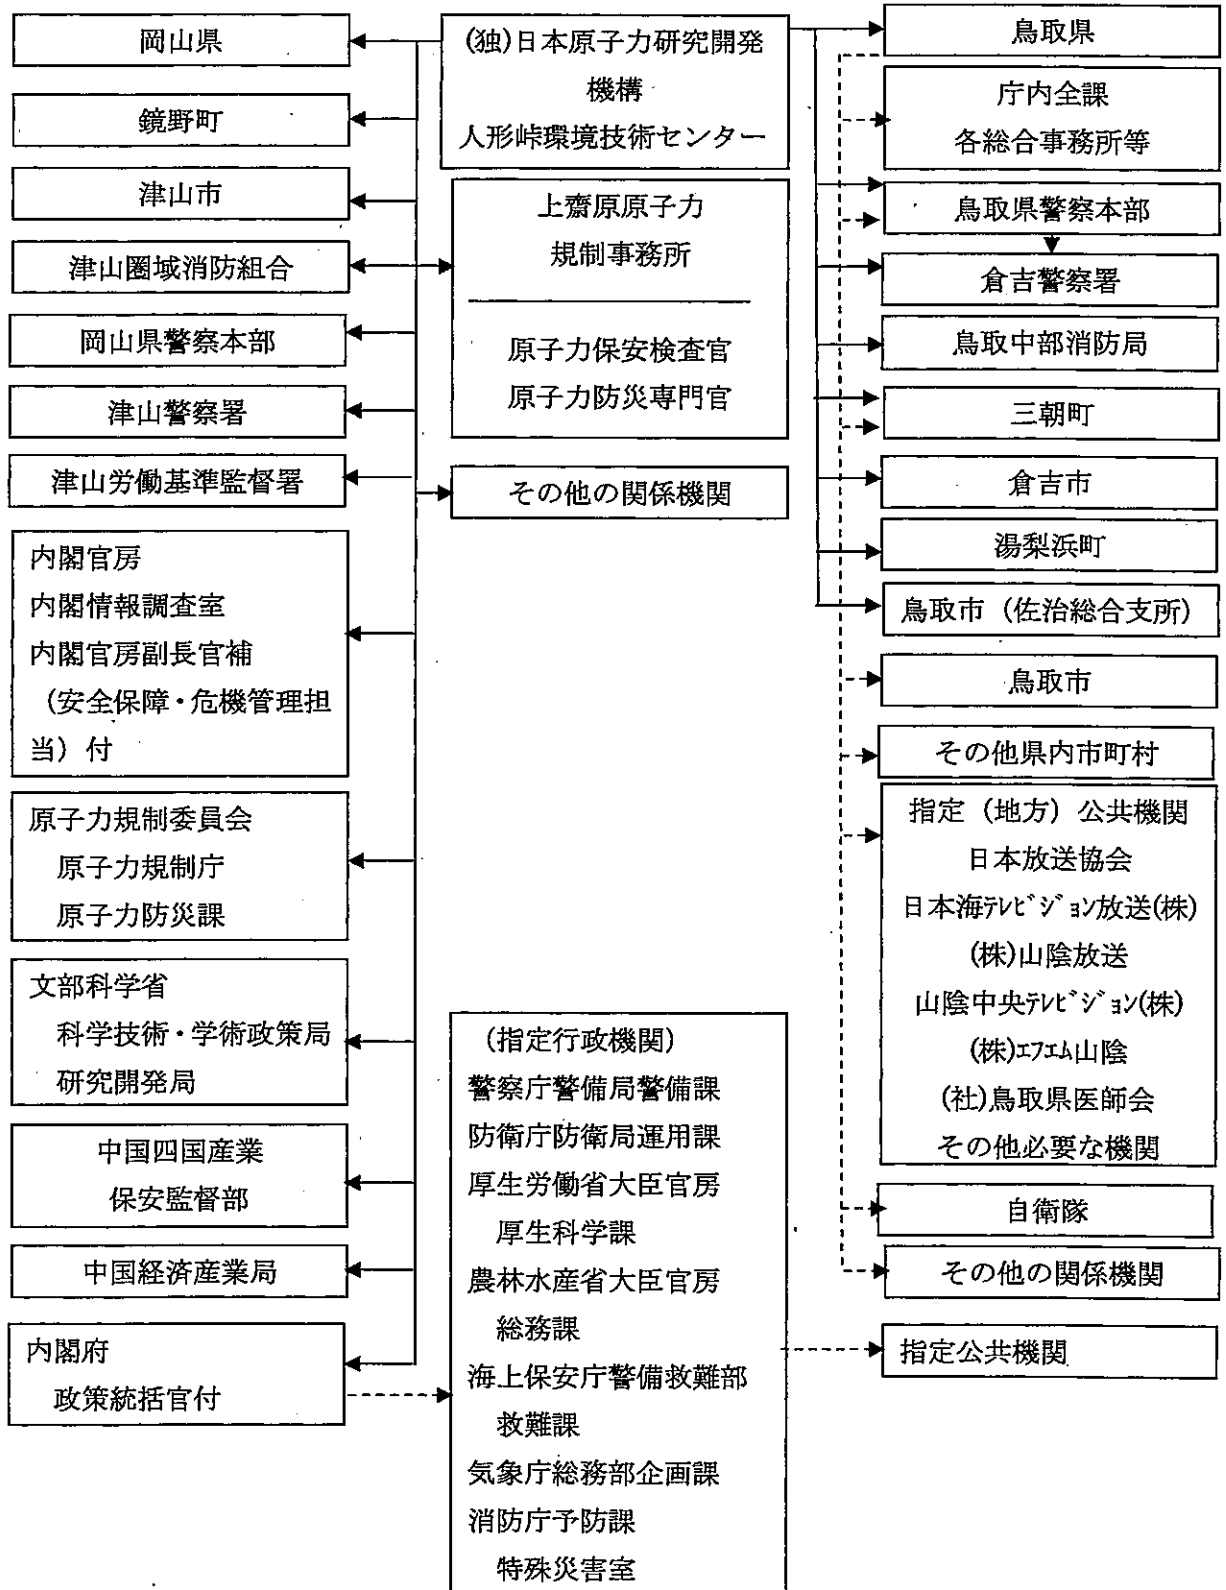 岡山県
鏡野町
津山市
津山圏域消防組合
岡山県警察本部
津山警察署
津山労働基準監督署
内閣官房
内閣情報調査室
内閣官房副長官補
（安全保障・危機管理担
当）付
原子力規制委員会
原子力規制庁
原子力防災課
文部科学省
科学技術・学術政策局
研究開発局
中国四国産業
保安監督部
中国経済産業局
内閣府
政策統括官付
(独)日本原子力研究開発
機構
人形峠環境技術センター
上齋原原子力
規制事務所
原子力保安検査官
原子力防災専門官
その他の関係機関
（指定行政機関）
警察庁警備局警備課
防衛庁防衛局運用課
厚生労働省大臣官房
厚生科学課
農林水産省大臣官房
総務課
海上保安庁警備救難部
救難課
気象庁総務部企画課
消防庁予防課
特殊災害室
鳥取県
庁内全課
各総合事務所等
鳥取県警察本部
倉吉警察署
鳥取中部消防局
三朝町
倉吉市
湯梨浜町
鳥取市（佐治総合支所）
鳥取市
その他県内市町村
指定（地方）公共機関
日本放送協会
日本海ﾃﾚﾋﾞｼﾞｮﾝ放送(株)
(株)山陰放送
山陰中央ﾃﾚﾋﾞｼﾞｮﾝ(株)
(株)ｴﾌｴﾑ山陰
(社)鳥取県医師会
その他必要な機関
自衛隊
その他の関係機関
指定公共機関